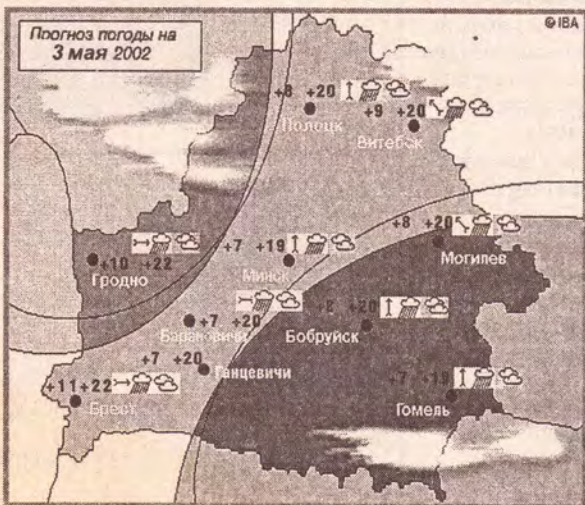 Прогноз погоды на
3 мая 2002
© IBA
+8 +20
Полоцк
+9 +20
Витебск
+8 +20
Могилев
+10 +22
Гродно
+7 +19
Минск
+7 +20
Барановичи
+8 +20
Бобруйск
+7 +20
Ганцевичи
+7 +19
Гомель
+11 +22
Брест